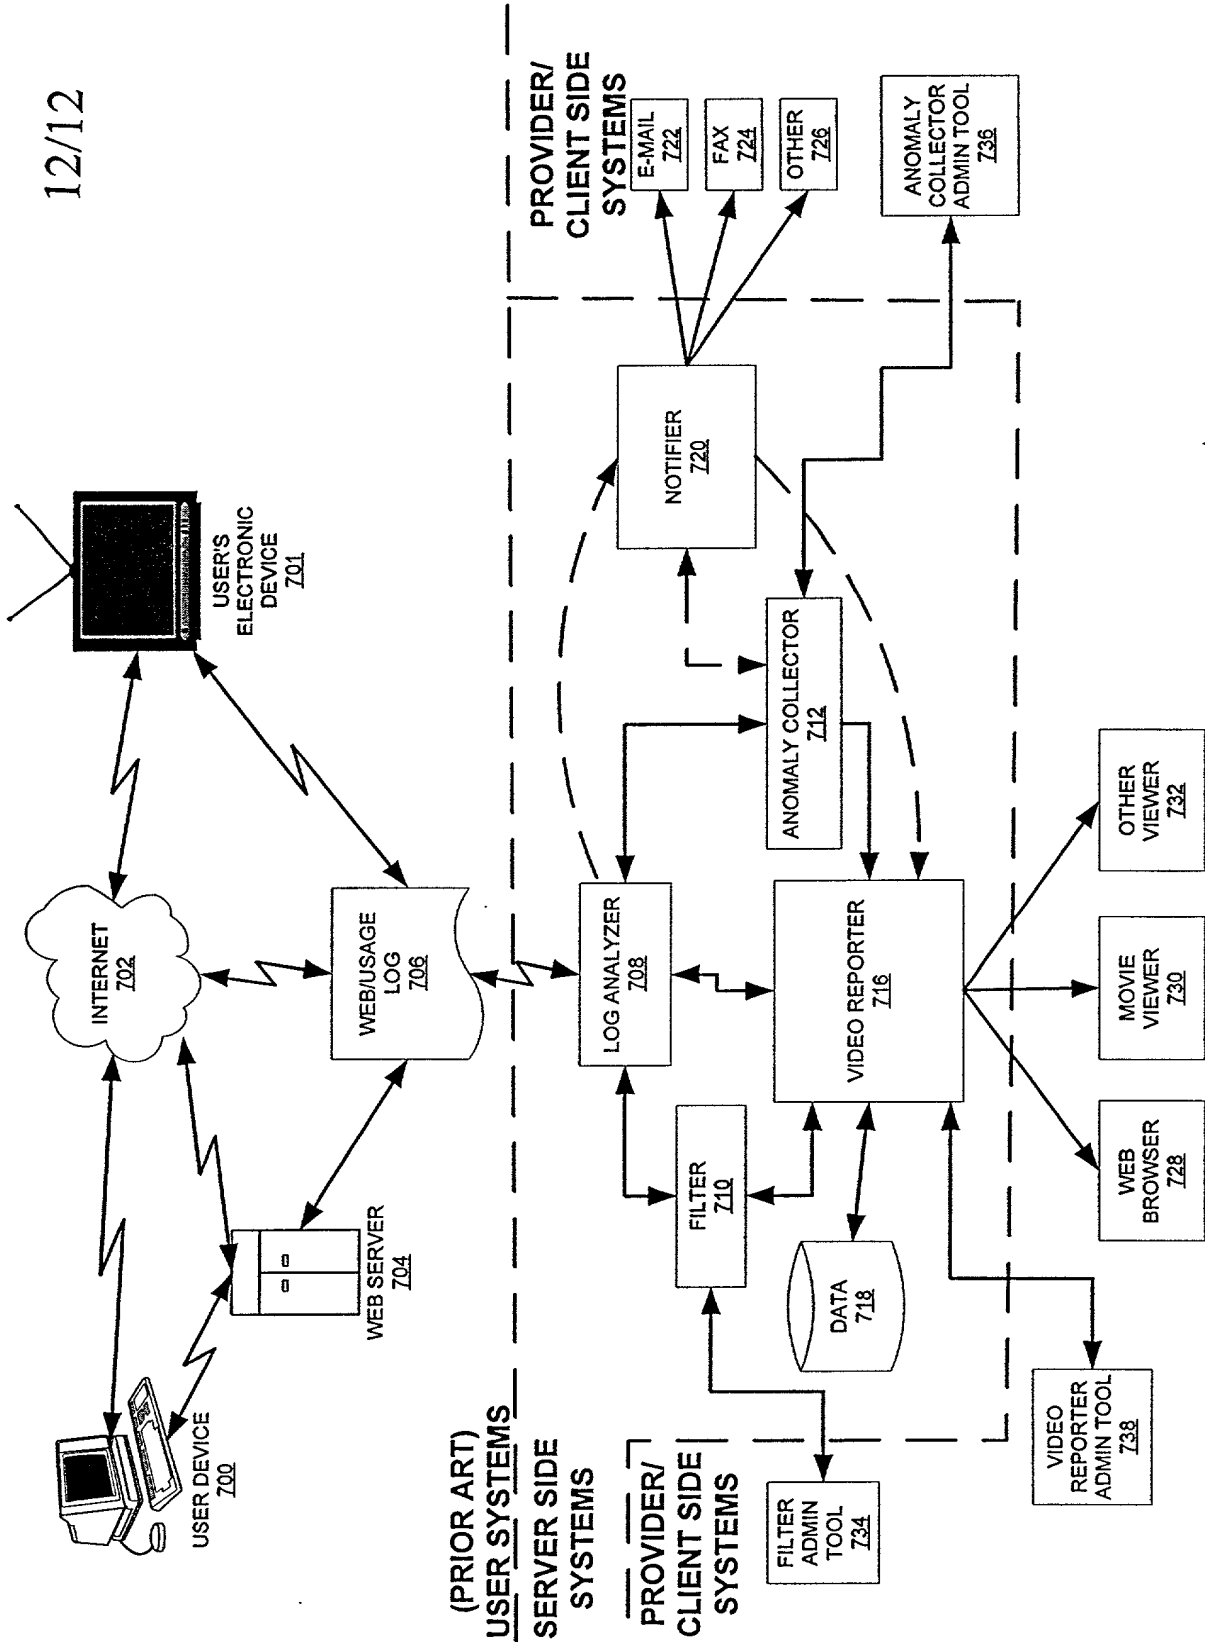 12/12
USER DEVICE
700
WEB SERVER
704
INTERNET
702
WEB/USAGE
LOG
706
USER'S
ELECTRONIC
DEVICE
701
(PRIOR ART)
USER SYSTEMS
SERVER SIDE
SYSTEMS
PROVIDER/
CLIENT SIDE
SYSTEMS
PROVIDER/
CLIENT SIDE
SYSTEMS
LOG ANALYZER
708
FILTER
710
ANOMALY COLLECTOR
712
VIDEO REPORTER
716
DATA
718
NOTIFIER
720
E-MAIL
722
FAX
724
OTHER
726
WEB
BROWSER
728
MOVIE
VIEWER
730
OTHER
VIEWER
732
FILTER
ADMIN
TOOL
734
ANOMALY
COLLECTOR
ADMIN TOOL
736
VIDEO
REPORTER
ADMIN TOOL
738